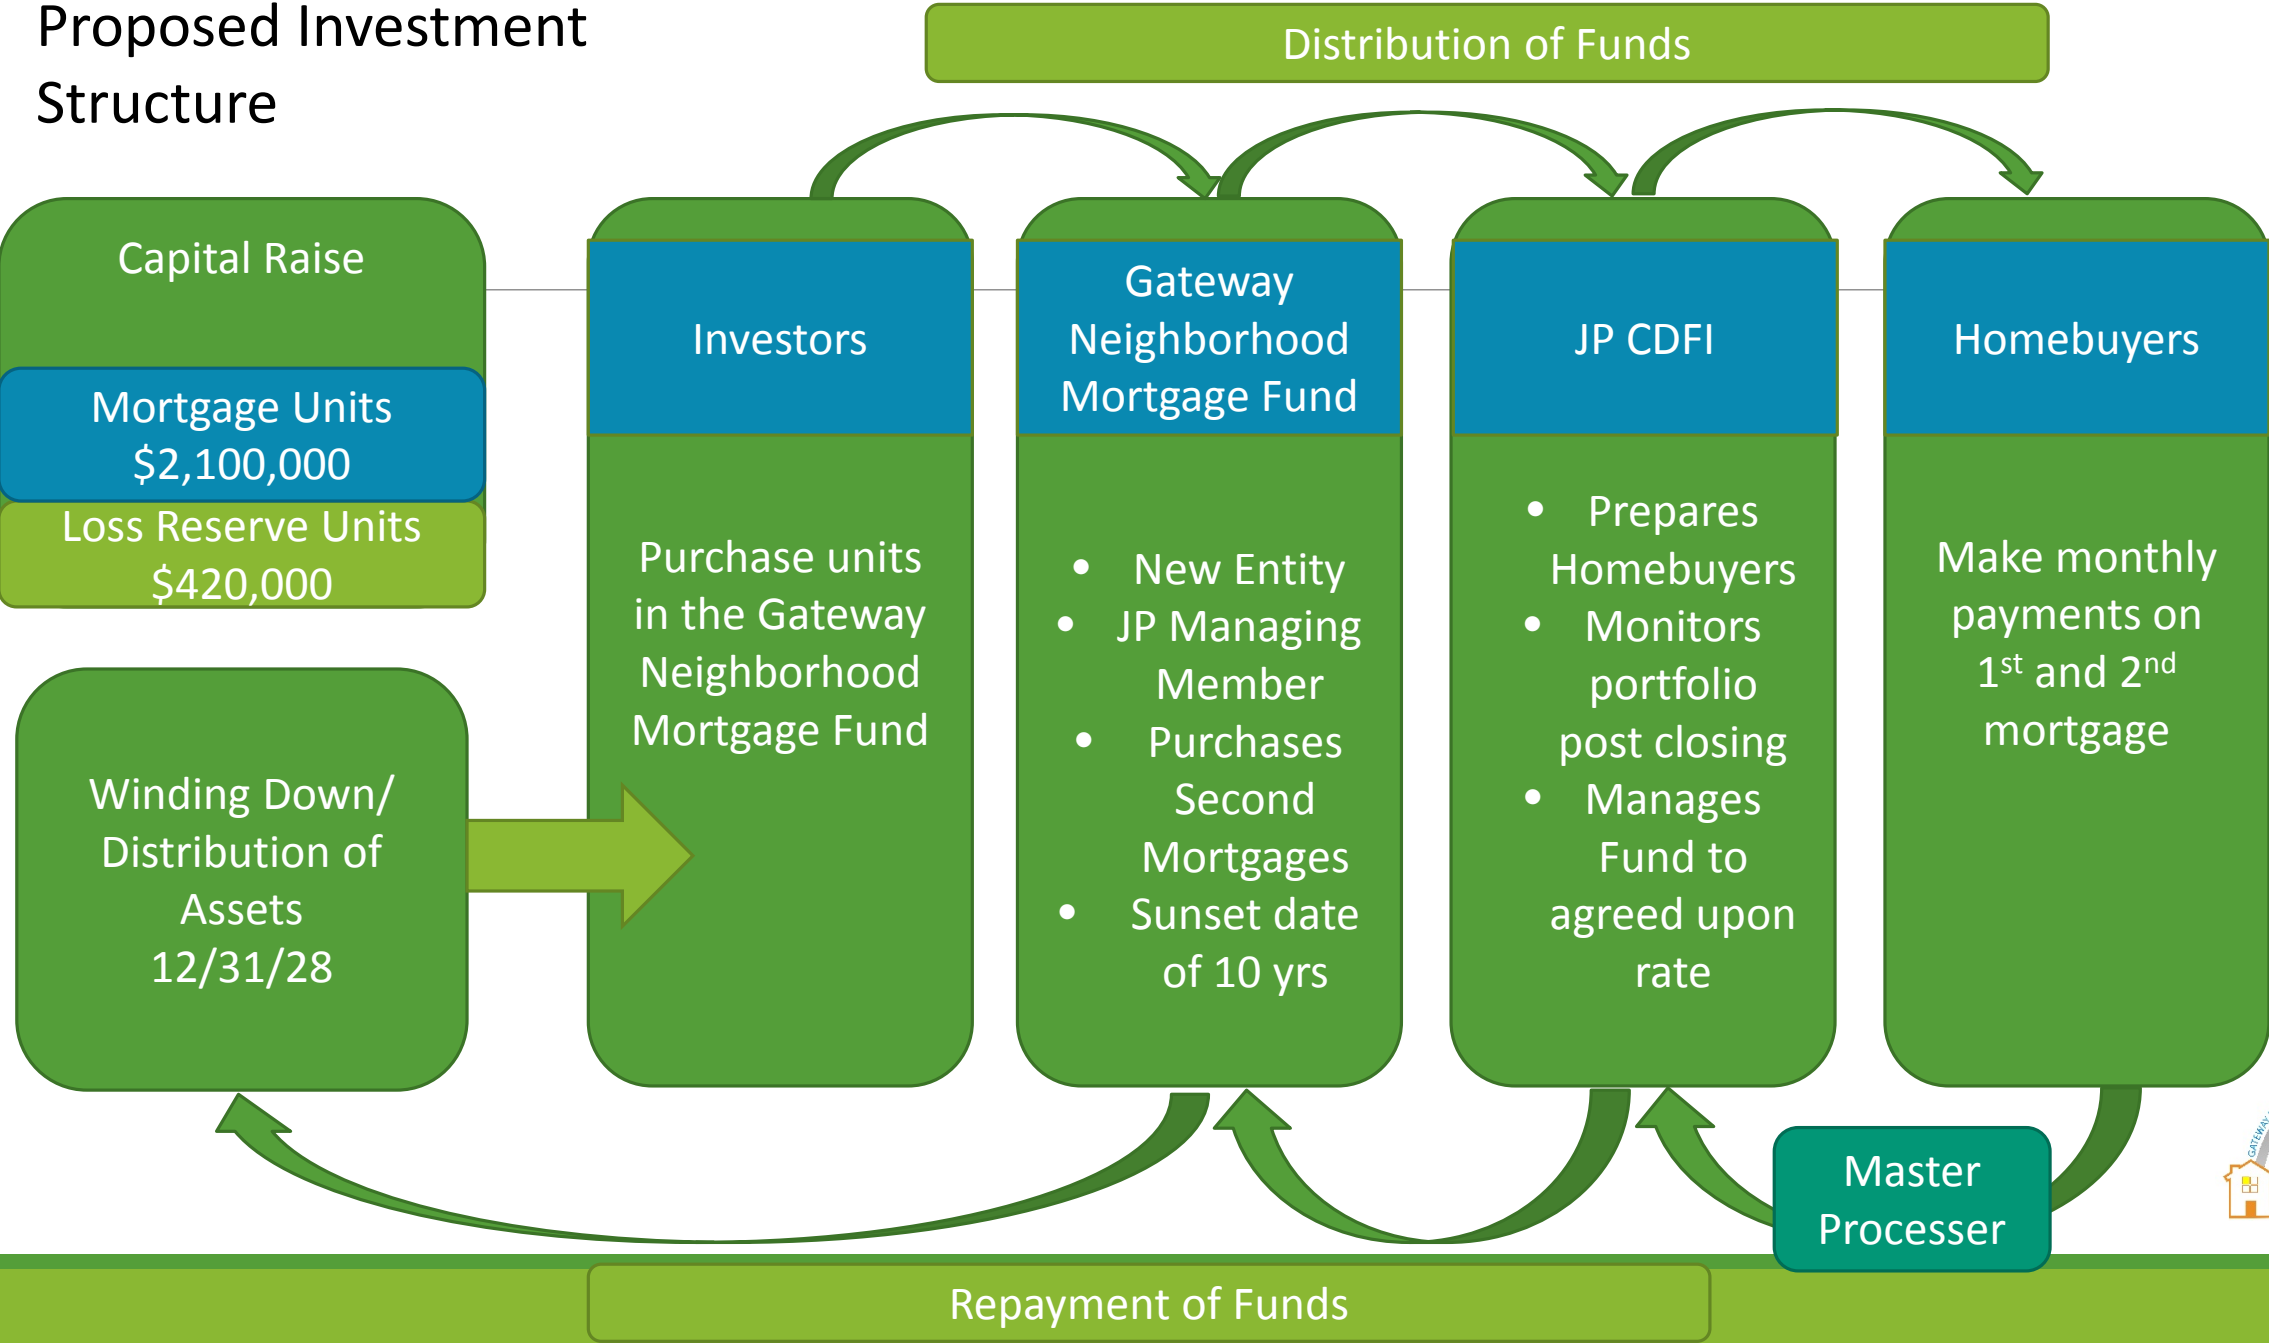 Proposed Investment
Structure
Distribution of Funds
Capital Raise
Mortgage Units
$2,100,000
Loss Reserve Units
$420,000
Winding Down/
Distribution of
Assets
12/31/28
Investors
Purchase units
in the Gateway
Neighborhood
Mortgage Fund
Gateway
Neighborhood
Mortgage Fund
• New Entity
• JP Managing
Member
• Purchases
Second
Mortgages
• Sunset date
of 10 yrs
JP CDFI
• Prepares
Homebuyers
• Monitors
portfolio
post closing
• Manages
Fund to
agreed upon
rate
Homebuyers
Make monthly
payments on
1st and 2nd
mortgage
Master
Processer
GATEWAY
Repayment of Funds